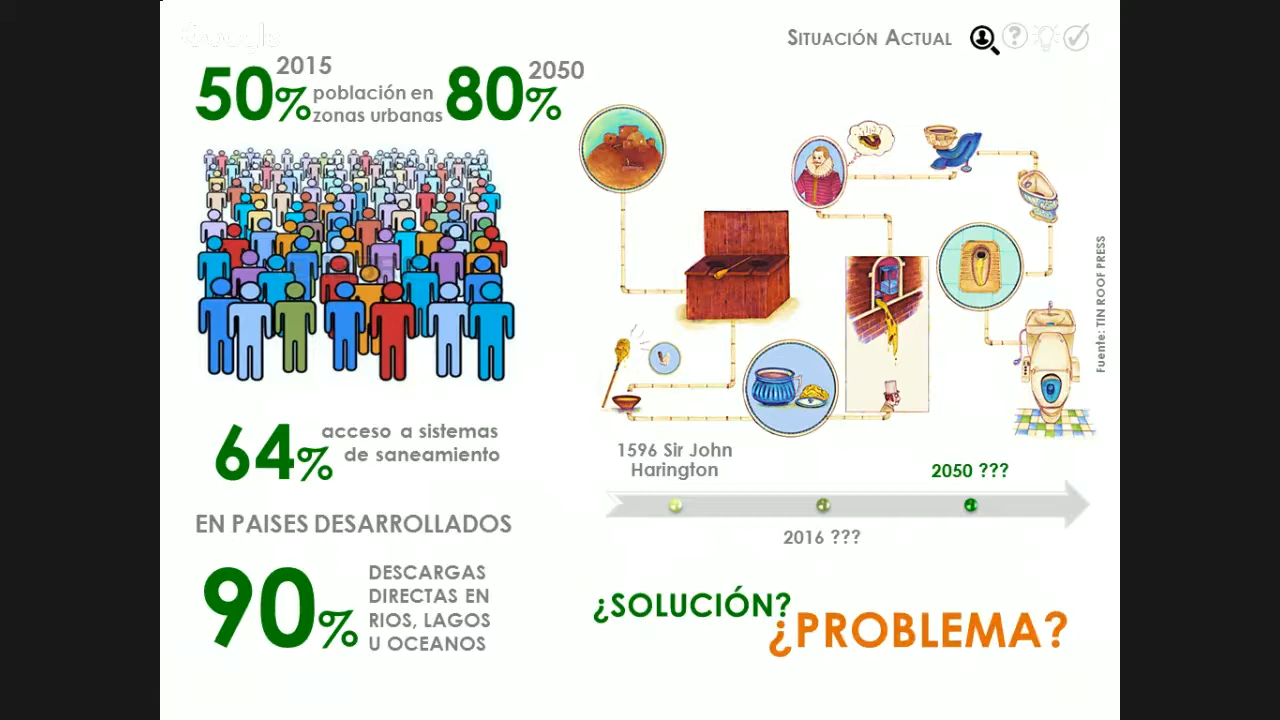 Google
SITUACIÓN ACTUAL
?
50% 2015
población en
zonas urbanas
80% 2050
64% acceso a sistemas
de saneamiento
EN PAISES DESARROLLADOS
90%
DESCARGAS
DIRECTAS EN
RIOS, LAGOS
U OCEANOS
Fuente: TIN ROOF PRESS
1596 Sir John
Harington
2050 ???
2016 ???
¿SOLUCIÓN?
¿PROBLEMA?